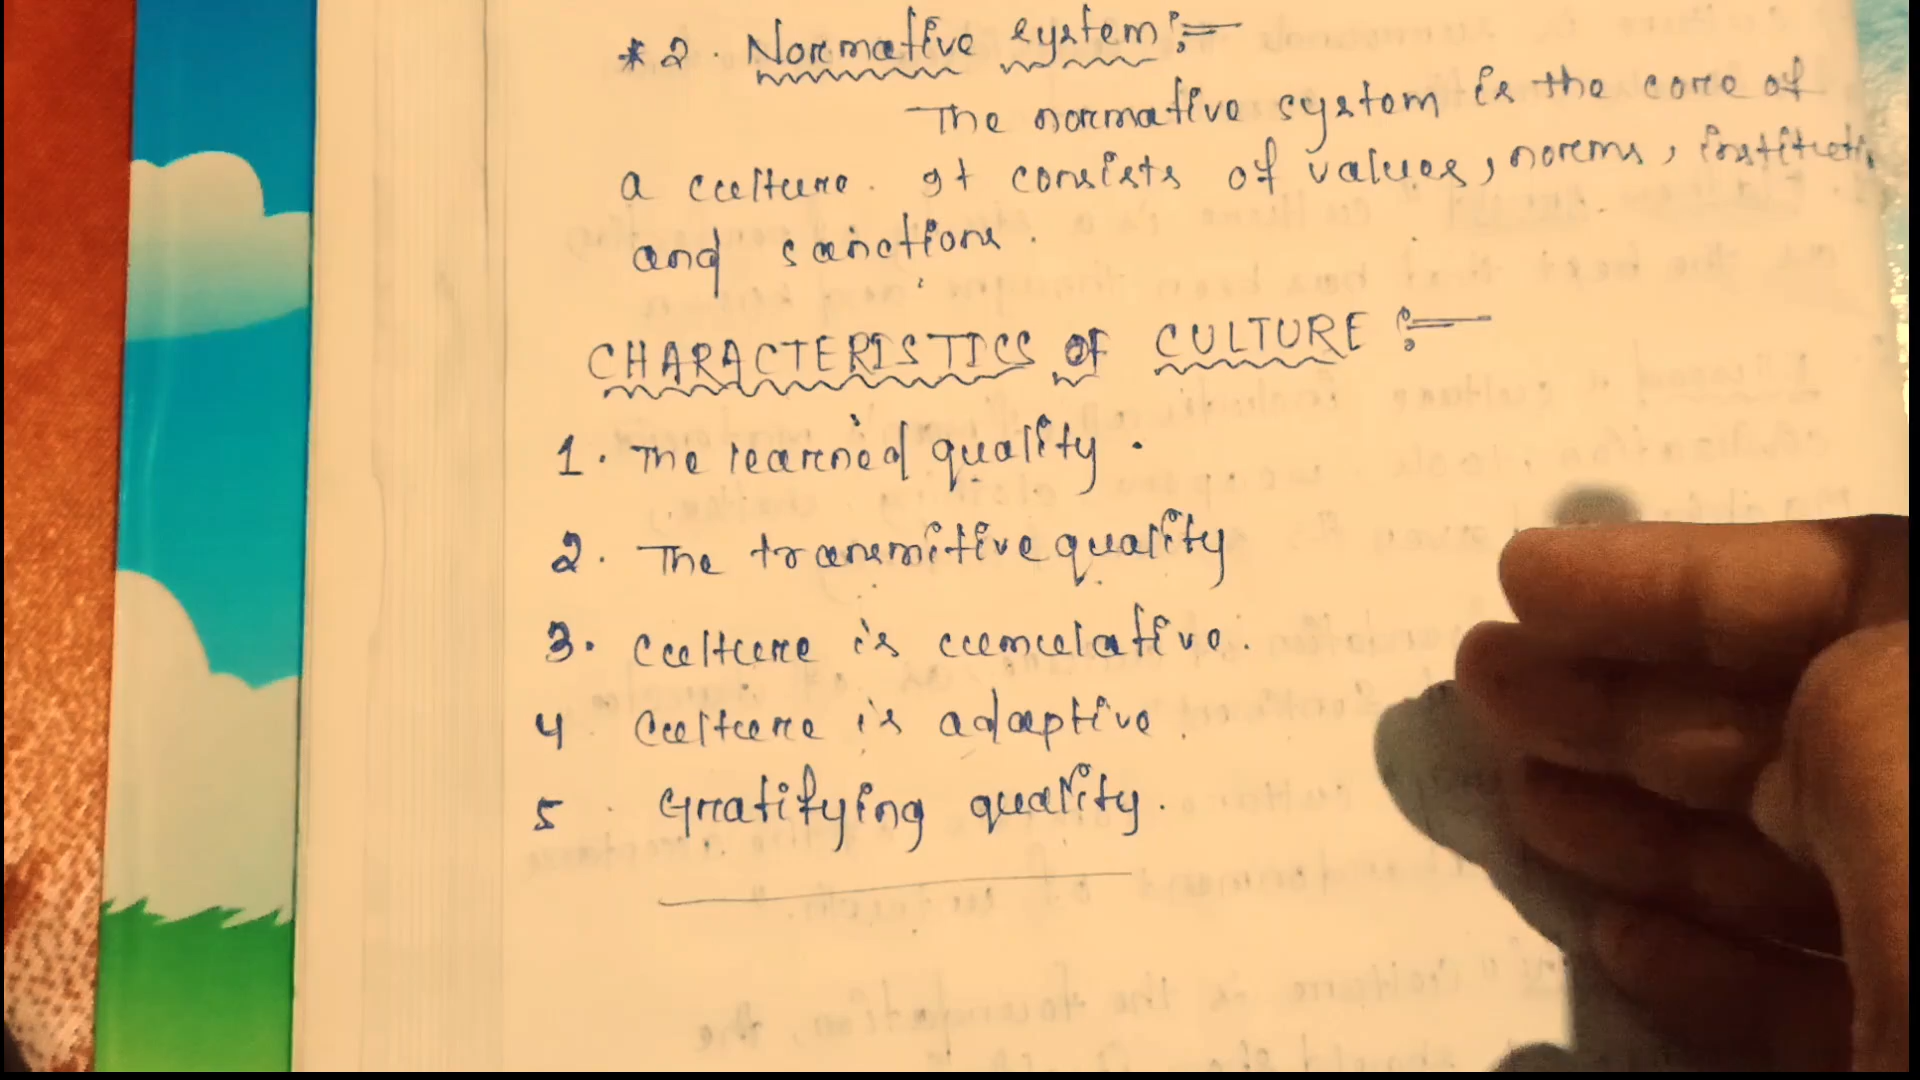 *2. Normative system :-
The normative system is the core of
a culture. It consists of values, norms,
and sanctions.
CHARACTERISTICS OF CULTURE :-
1. The learned quality.
2. The transmitive quality
3. Culture is cumulative.
4 Culture is adaptive.
5. Gratifying quality.